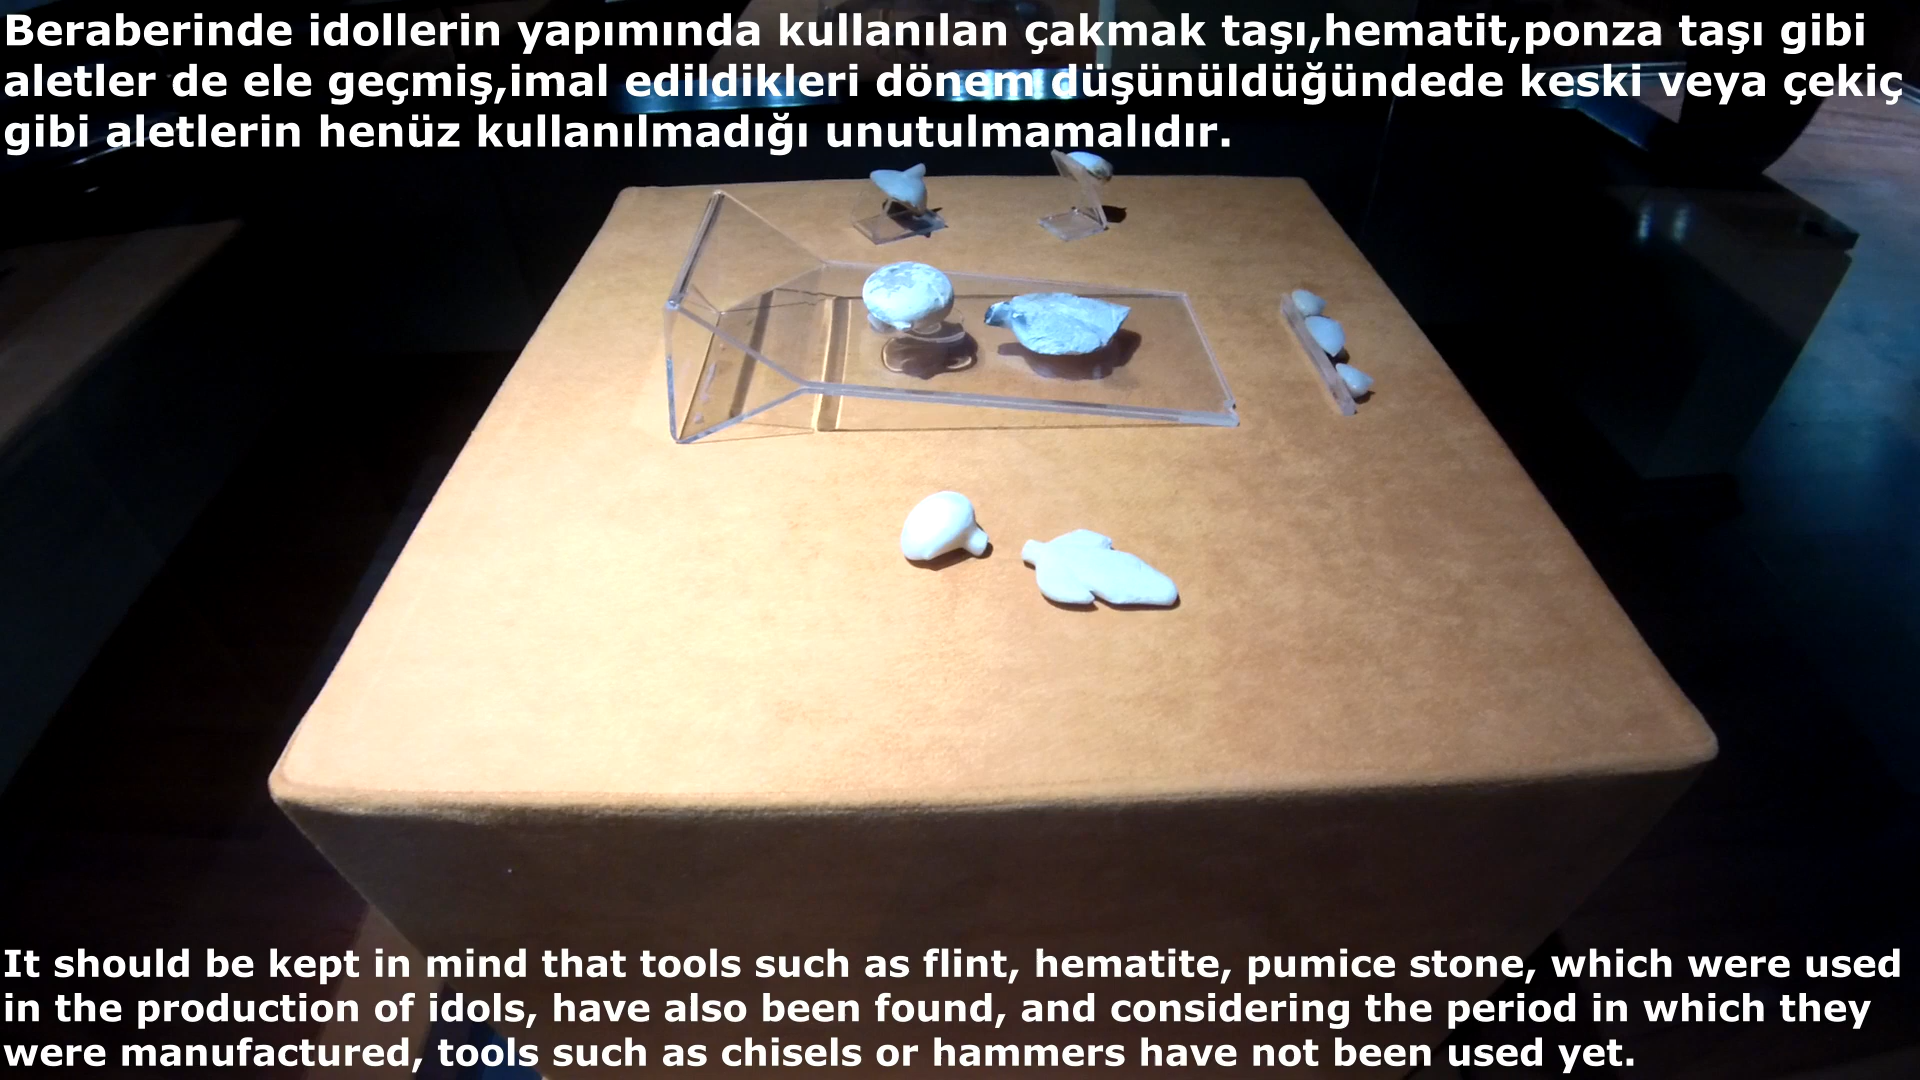 Beraberinde idollerin yapımında kullanılan çakmak taşı,hematit,ponza taşı gibi
aletler de ele geçmiş,imal edildikleri dönem düşünüldüğündede keski veya çekiç
gibi aletlerin henüz kullanılmadığı unutulmamalıdır.
It should be kept in mind that tools such as flint, hematite, pumice stone, which were used
in the production of idols, have also been found, and considering the period in which they
were manufactured, tools such as chisels or hammers have not been used yet.